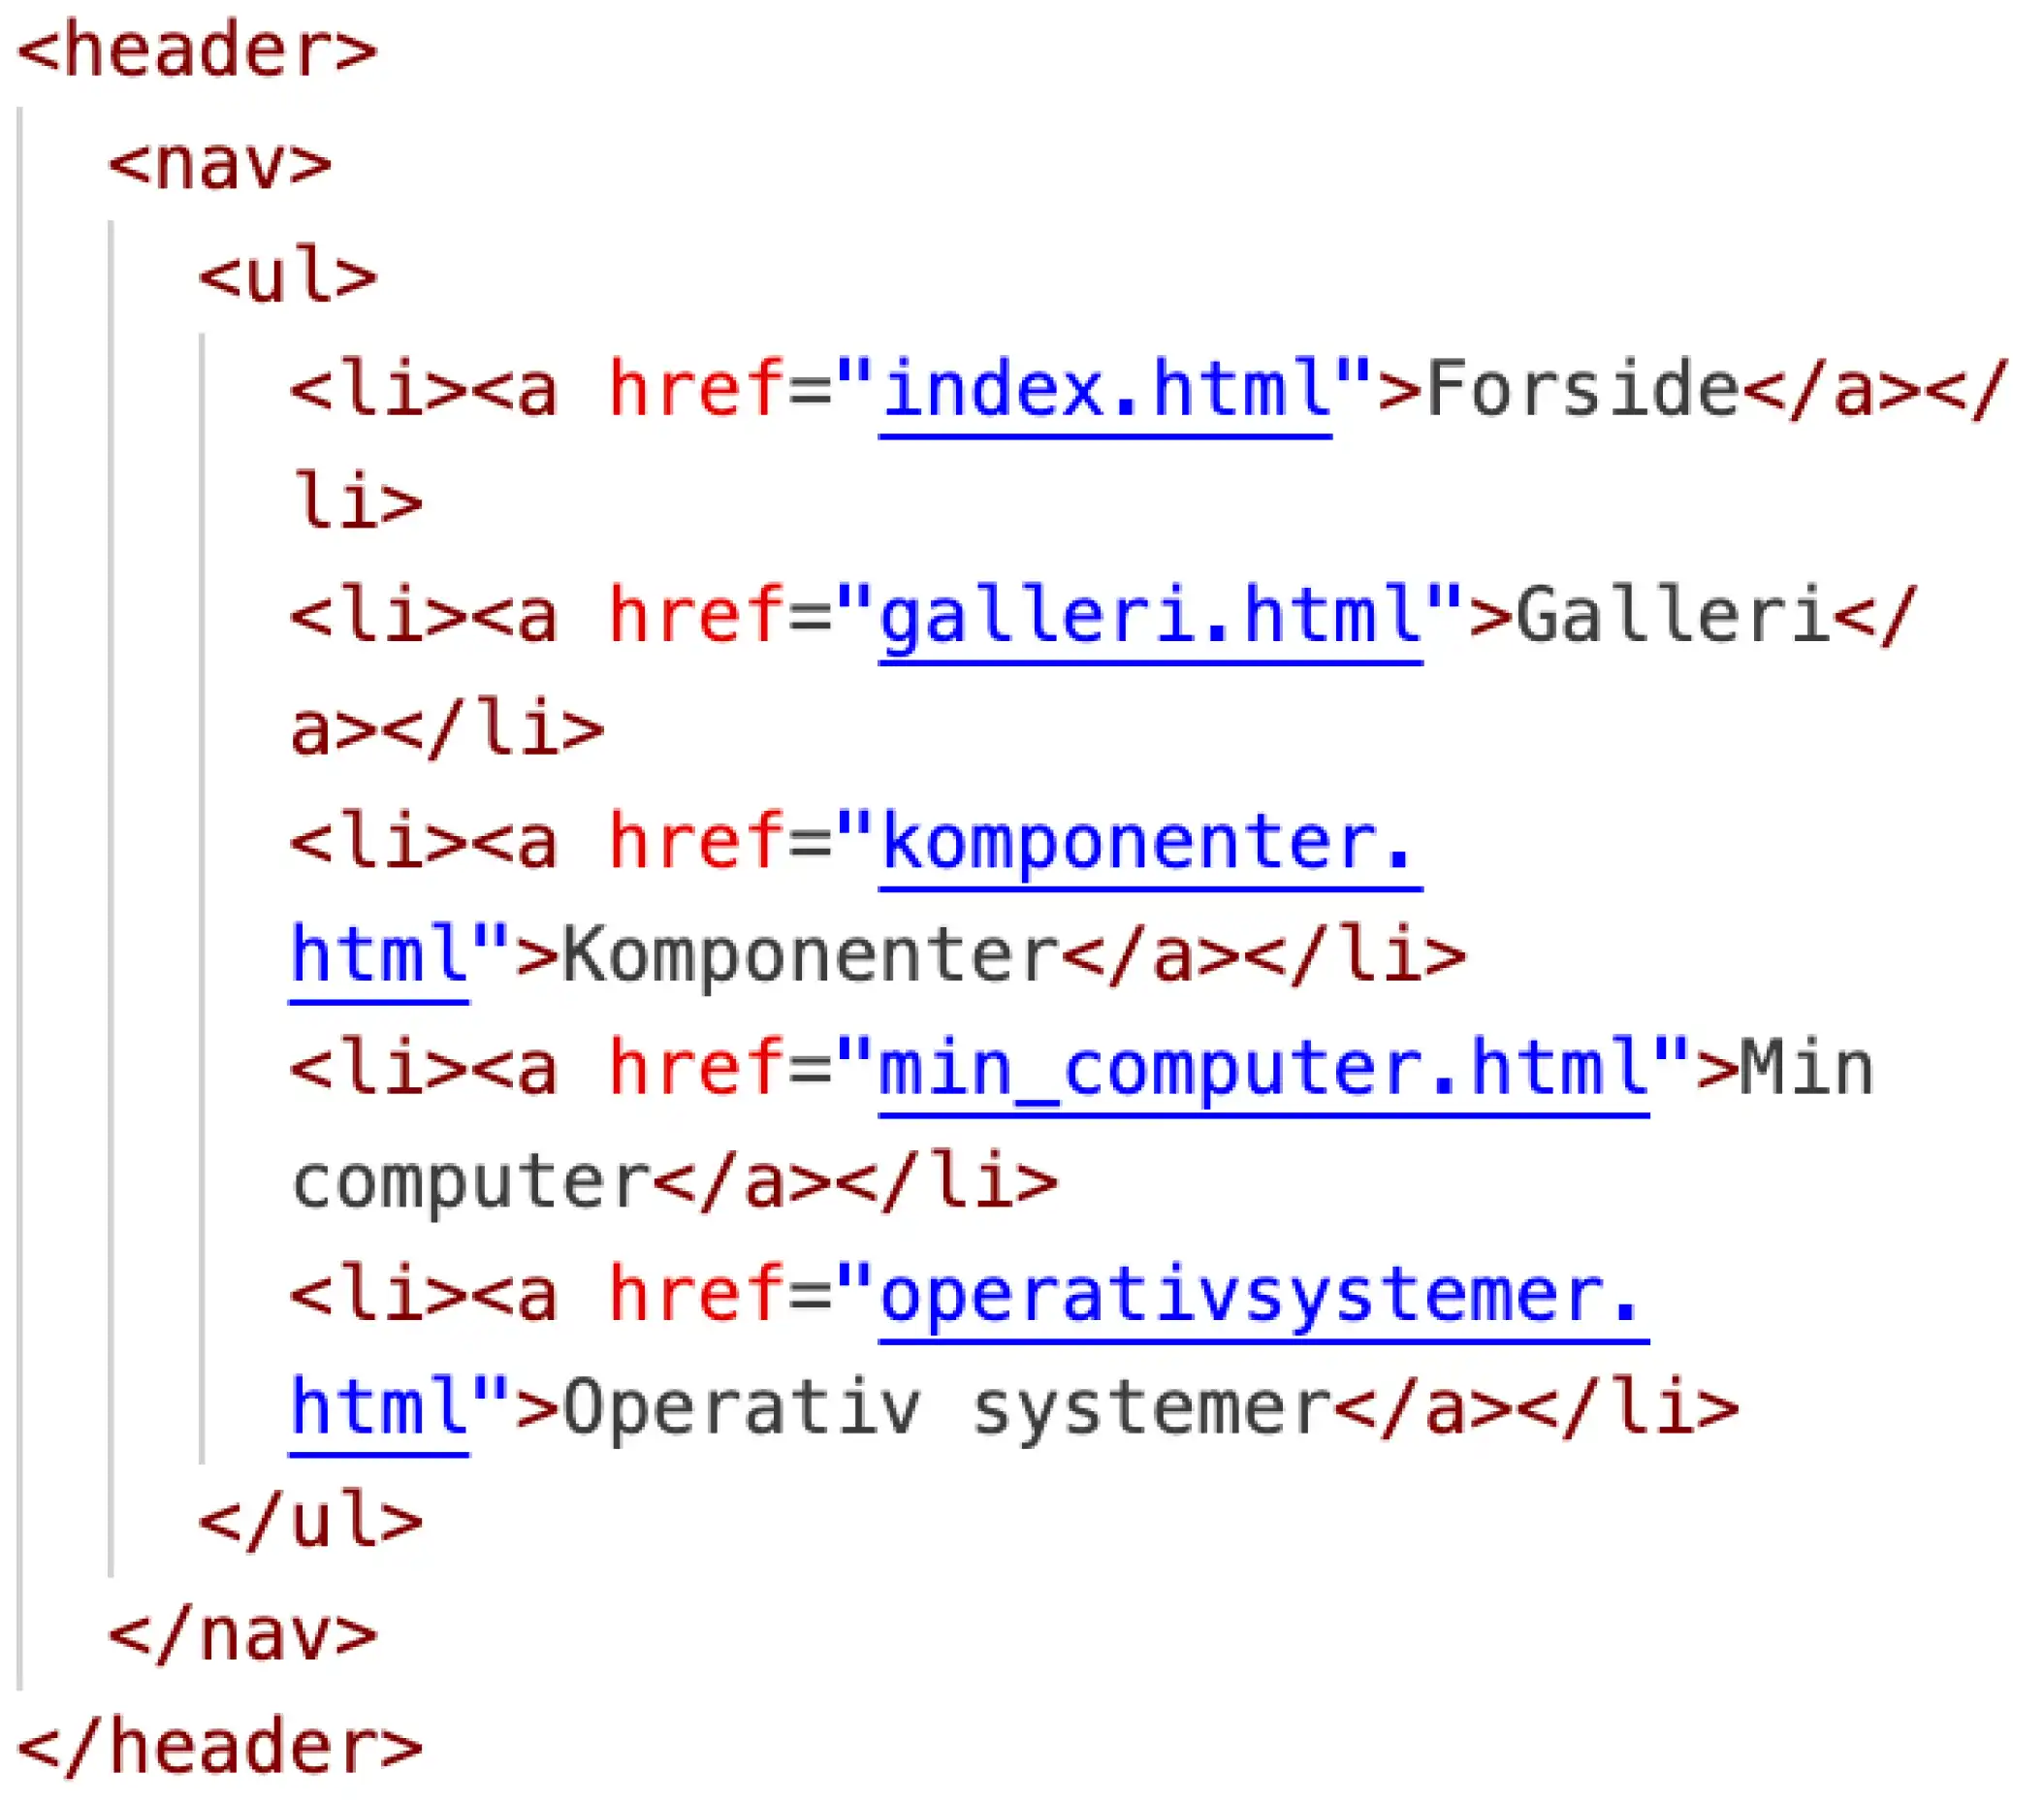 <header>
<nav>
<ul>
<li><a href="index.html">Forside</a></
li>
<li><a href="galleri.html">Galleri</
a></li>
<li><a href="komponenter.
html">Komponenter</a></li>
<li><a href="min_computer.html">Min
computer</a></li>
<li><a href="operativsystemer.
html">Operativ systemer</a></li>
</ul>
</nav>
</header>